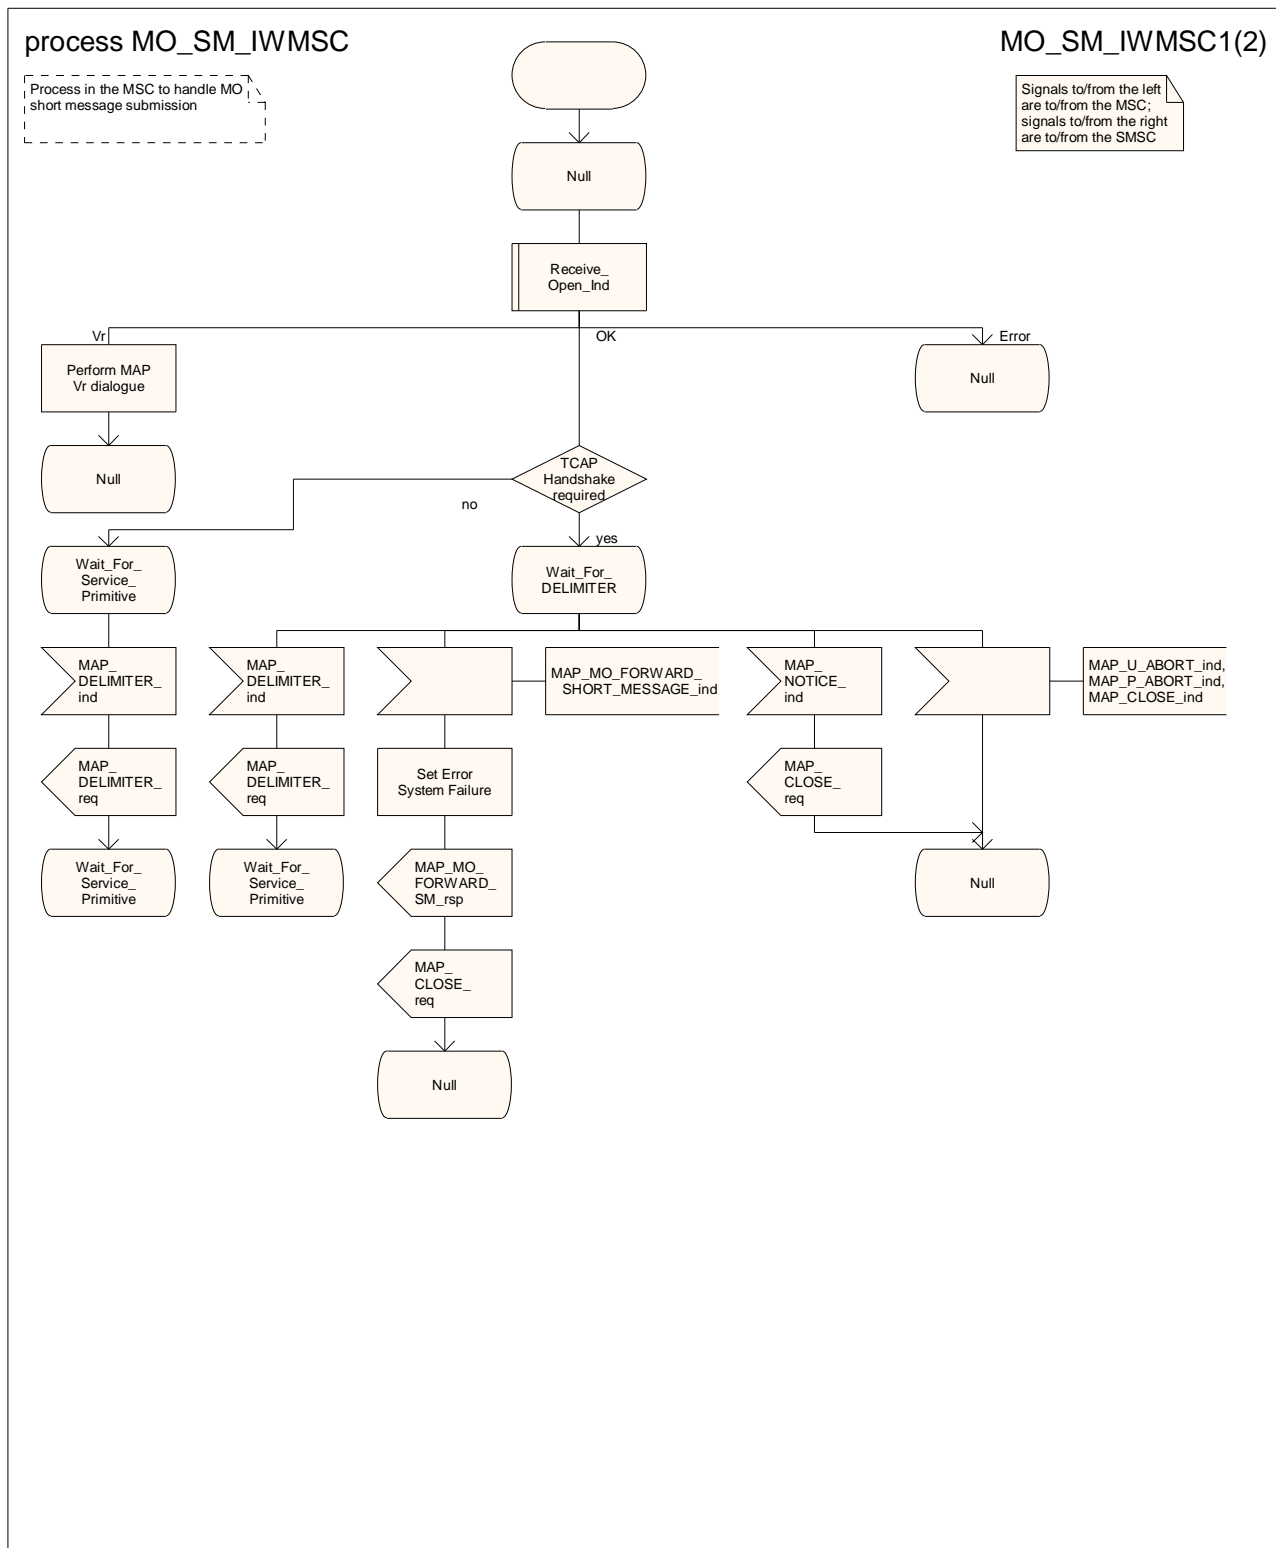 process MO_SM_IWMSC
MO_SM_IWMSC1(2)
Process in the MSC to handle MO
short message submission
Signals to/from the left
are to/from the MSC;
signals to/from the right
are to/from the SMSC
Null
Receive_
Open_Ind
Vr
OK
Error
Perform MAP
Vr dialogue
Null
Null
TCAP
Handshake
required
no
yes
Wait_For_
Service_
Primitive
Wait_For_
DELIMITER
MAP_
DELIMITER_
ind
MAP_
DELIMITER_
ind
MAP_MO_FORWARD_
SHORT_MESSAGE_ind
MAP_
NOTICE_
ind
MAP_U_ABORT_ind,
MAP_P_ABORT_ind,
MAP_CLOSE_ind
MAP_
DELIMITER_
req
MAP_
DELIMITER_
req
Set Error
System Failure
MAP_
CLOSE_
req
Wait_For_
Service_
Primitive
Wait_For_
Service_
Primitive
MAP_MO_
FORWARD_
SM_rsp
Null
MAP_
CLOSE_
req
Null